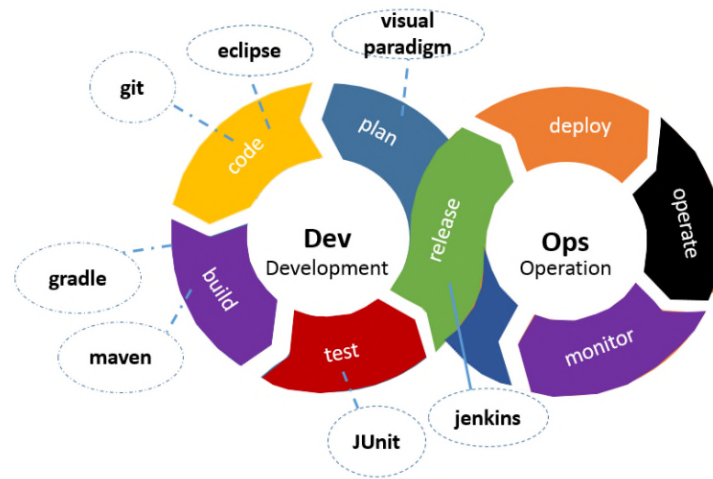 visual
paradigm
eclipse
git
code
plan
deploy
operate
release
Dev
Development
Ops
Operation
build
gradle
test
monitor
maven
JUnit
jenkins